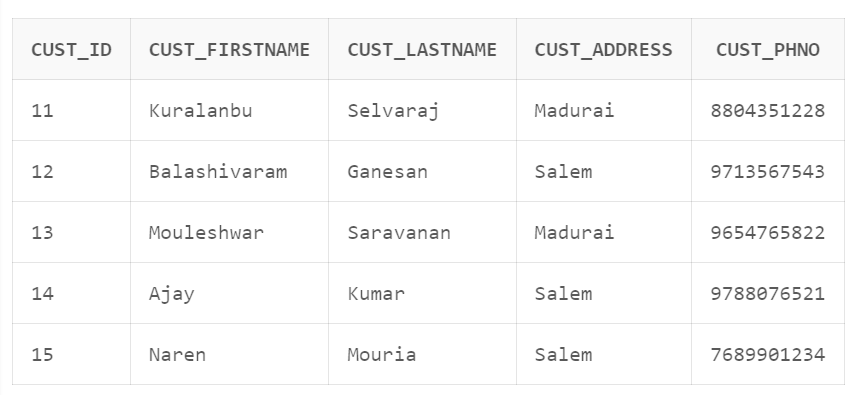 CUST_ID CUST_FIRSTNAME CUST_LASTNAME CUST_ADDRESS CUST_PHNO
11 Kuralanbu Selvaraj Madurai 8804351228
12 Balashivaram Ganesan Salem 9713567543
13 Mouleshwar Saravanan Madurai 9654765822
14 Ajay Kumar Salem 9788076521
15 Naren Mouria Salem 7689901234